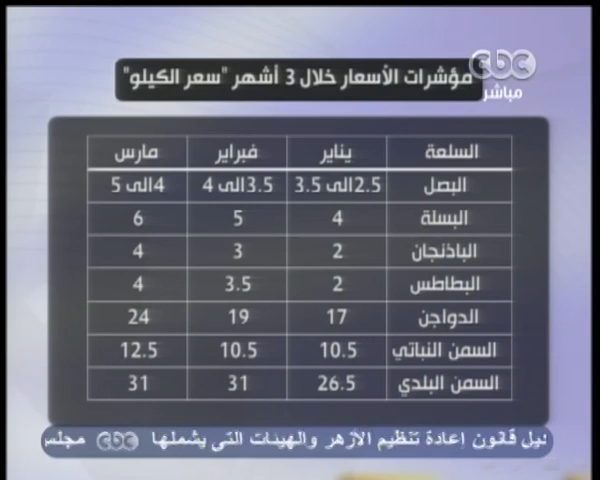 cbc
مباشر
مؤشرات الأسعار خلال 3 أشهر "سعر الكيلو"
السلعة يناير فبراير مارس
البصل 2.5الى 3.5 3.5الى 4 4الى 5
البسلة 4 5 6
الباذنجان 2 3 4
البطاطس 2 3.5 4
الدواجن 17 19 24
السمن النباتي 10.5 10.5 12.5
السمن البلدي 26.5 31 31
قانون إعادة تنظيم الأزهر والهيئات التى يشملها cbc مجلس